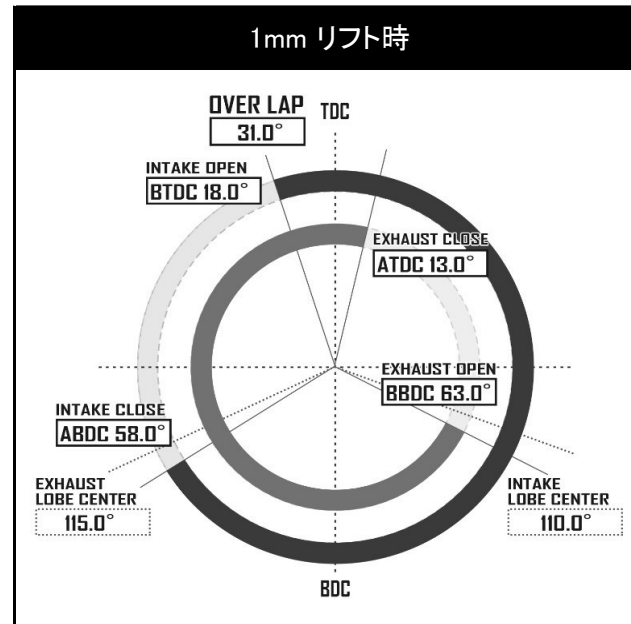 1mm リフト時
OVER LAP
31.0°
TDC
INTAKE OPEN
BTDC 18.0°
EXHAUST CLOSE
ATDC 13.0°
EXHAUST OPEN
BBDC 63.0°
INTAKE CLOSE
ABDC 58.0°
EXHAUST
LOBE CENTER
115.0°
INTAKE
LOBE CENTER
110.0°
BDC